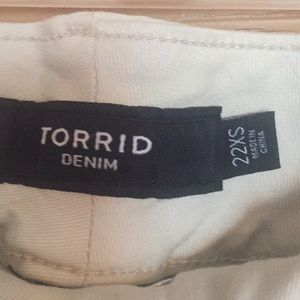 TORRID
DENIM
22XS
MADE IN
CHINA